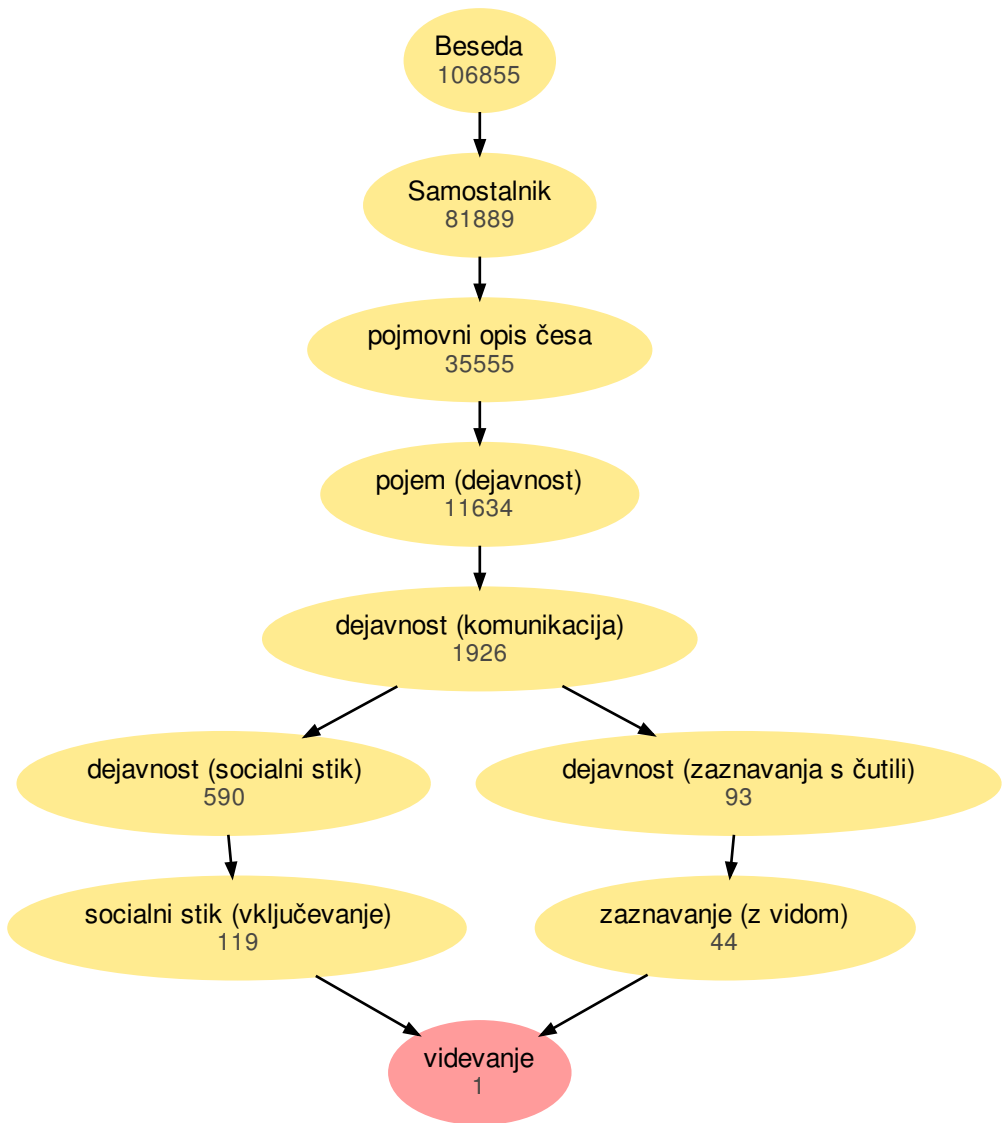 Beseda
106855
Samostalnik
81889
pojmovni opis česa
35555
pojem (dejavnost)
11634
dejavnost (komunikacija)
1926
dejavnost (socialni stik)
590
dejavnost (zaznavanja s čutili)
93
socialni stik (vključevanje)
119
zaznavanje (z vidom)
44
videvanje
1